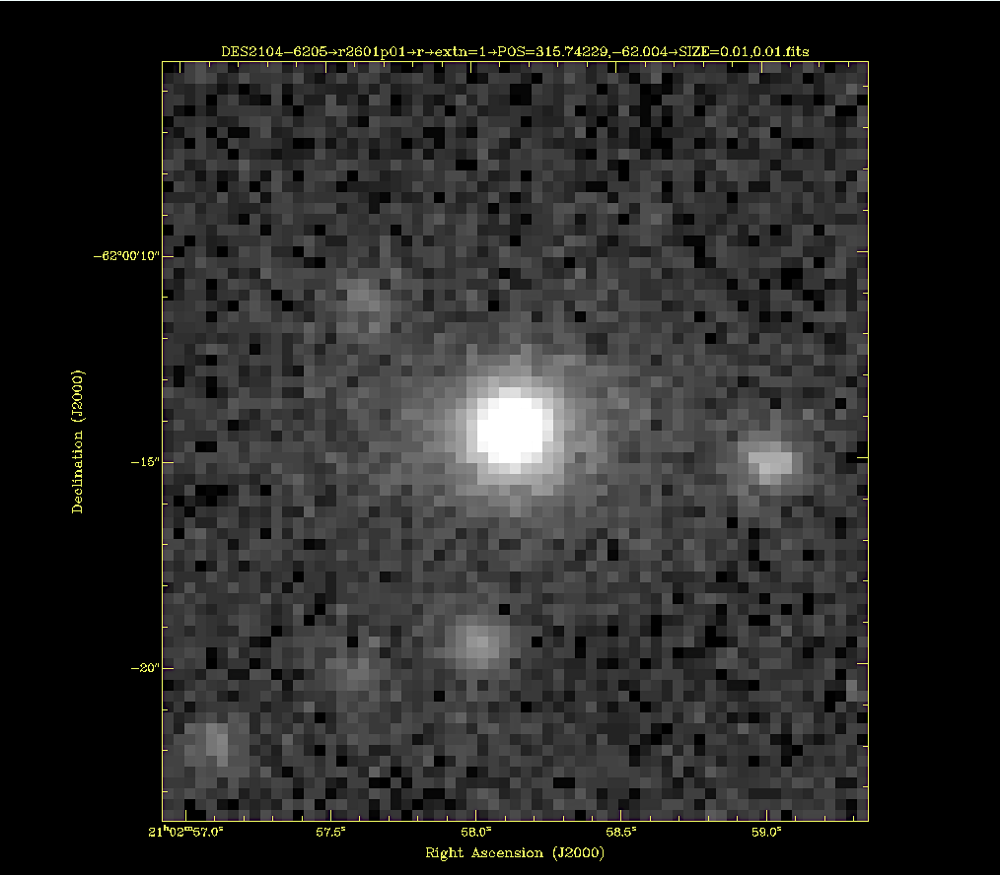 DES2104−6205→r2601p01→r→extn=1→POS=315.74229,−62.004→SIZE=0.01,0.01.fits
−62°00'10"
−15"
−20"
Declination (J2000)
21ʰ02ᵐ57.0ˢ 57.5ˢ 58.0ˢ 58.5ˢ 59.0ˢ
Right Ascension (J2000)